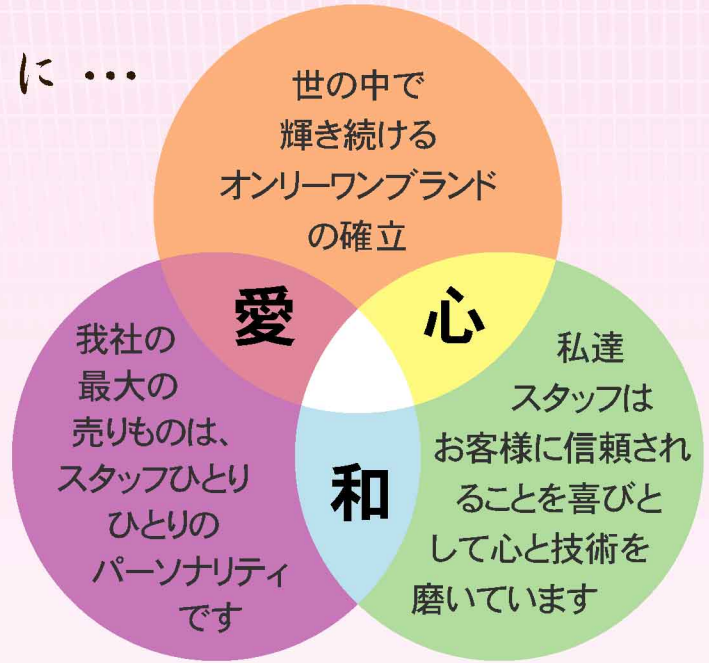 に…
世の中で
輝き続ける
オンリーワンブランド
の確立
愛
心
我社の
最大の
売りものは、
スタッフひとり
ひとりの
パーソナリティ
です
私達
スタッフは
お客様に信頼され
ることを喜びと
して心と技術を
磨いています
和